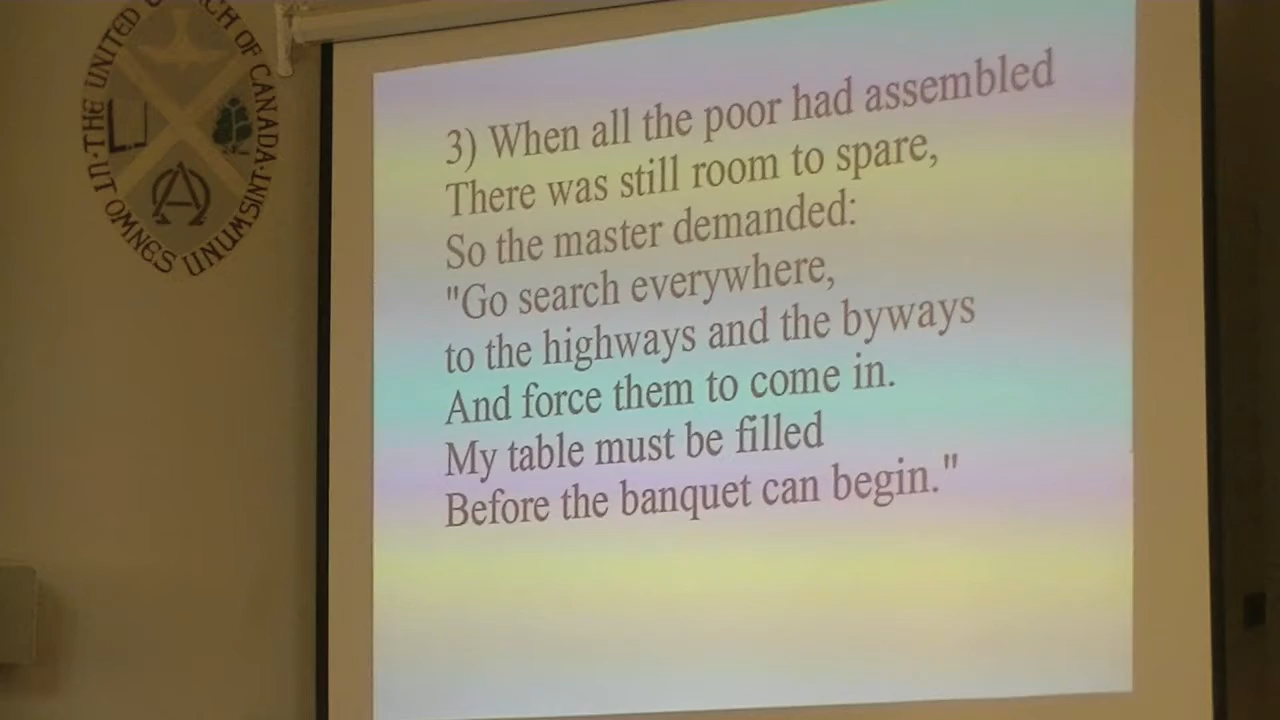 ·THE UNITED CHURCH OF CANADA·
UT OMNES UNUM SINT
ΑΩ
3) When all the poor had assembled
There was still room to spare,
So the master demanded:
"Go search everywhere,
to the highways and the byways
And force them to come in.
My table must be filled
Before the banquet can begin."